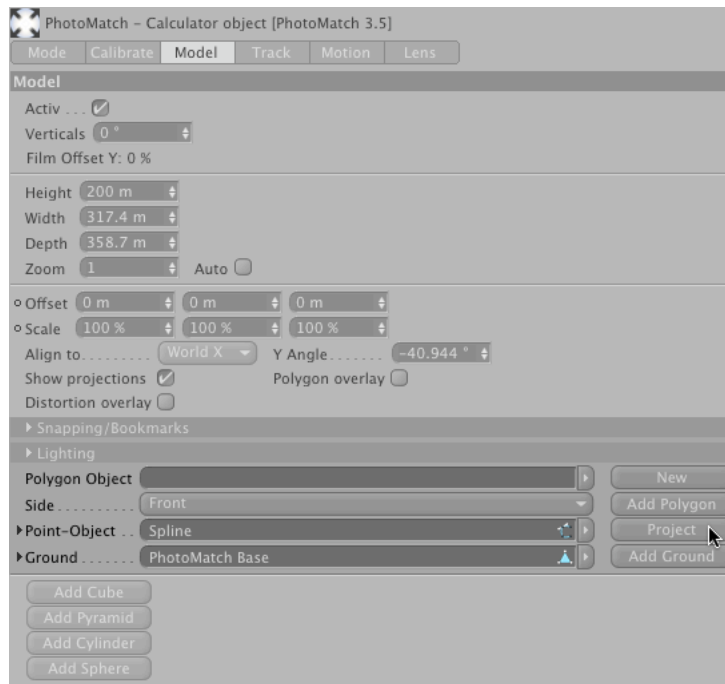 PhotoMatch - Calculator object [PhotoMatch 3.5]
Mode Calibrate Model Track Motion Lens
Model
Activ . . .
Verticals 0 °
Film Offset Y: 0 %
Height 200 m
Width 317.4 m
Depth 358.7 m
Zoom 1 Auto
Offset 0 m 0 m 0 m
Scale 100 % 100 % 100 %
Align to. . . . . . . . . World X Y Angle . . . . . . . -40.944 °
Show projections Polygon overlay
Distortion overlay
Snapping/Bookmarks
Lighting
Polygon Object New
Side . . . . . . . . . . Front Add Polygon
Point-Object . . Spline Project
Ground . . . . . . . PhotoMatch Base Add Ground
Add Cube
Add Pyramid
Add Cylinder
Add Sphere